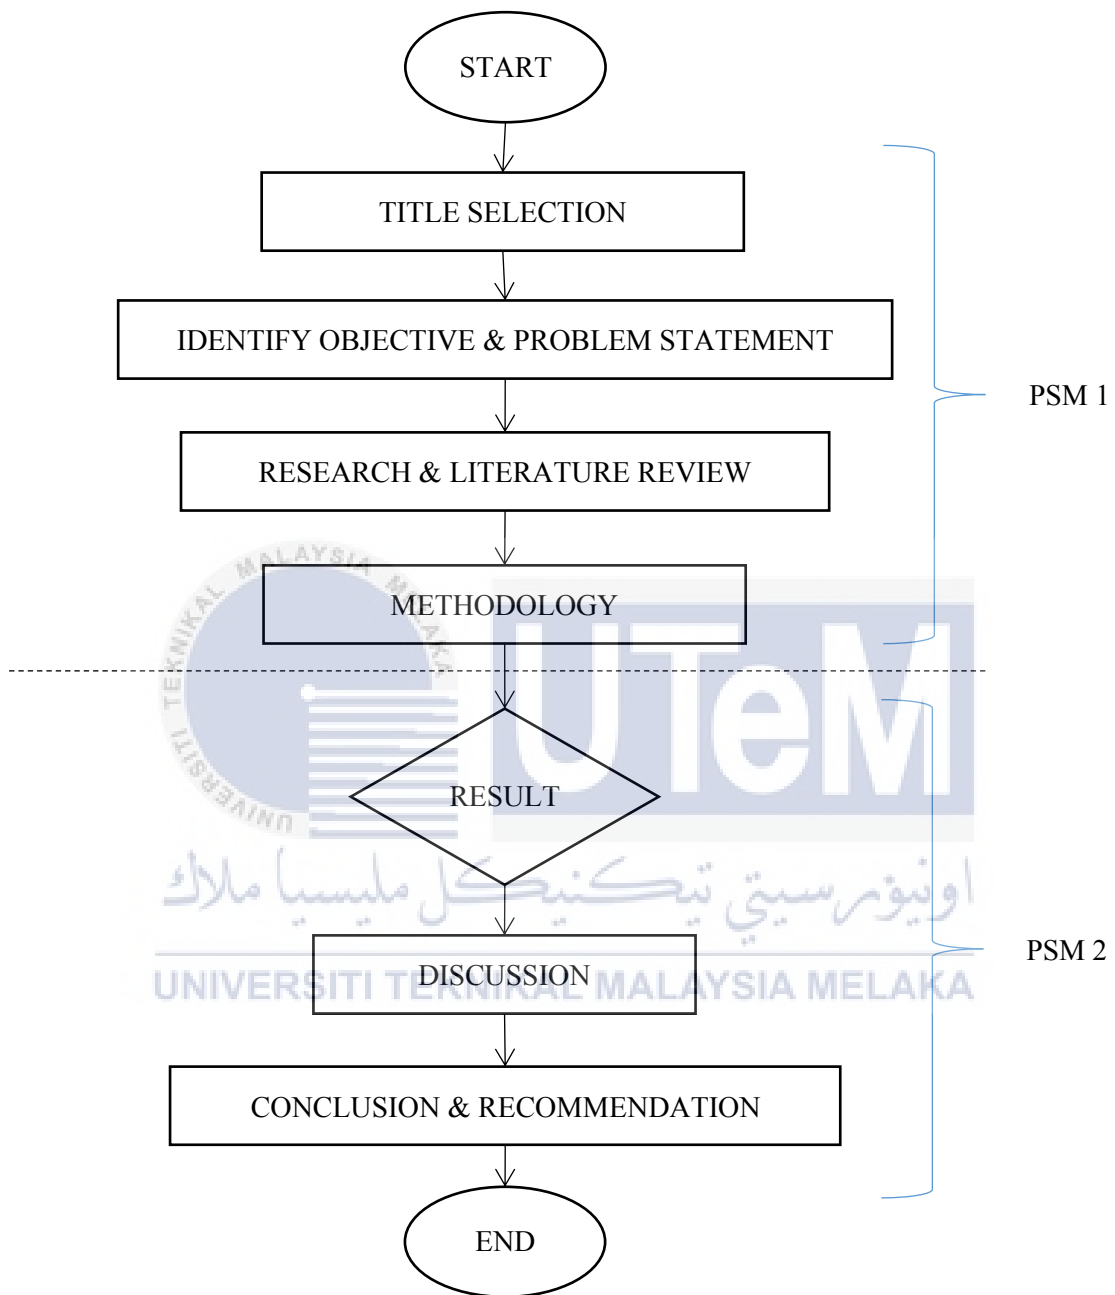 START
TITLE SELECTION
IDENTIFY OBJECTIVE & PROBLEM STATEMENT
PSM 1
RESEARCH & LITERATURE REVIEW
METHODOLOGY
UNIVERSITI TEKNIKAL MALAYSIA MELAKA
UTeM
RESULT
اونيۏرسيتي تيكنيكل مليسيا ملاك
PSM 2
DISCUSSION
UNIVERSITI TEKNIKAL MALAYSIA MELAKA
CONCLUSION & RECOMMENDATION
END